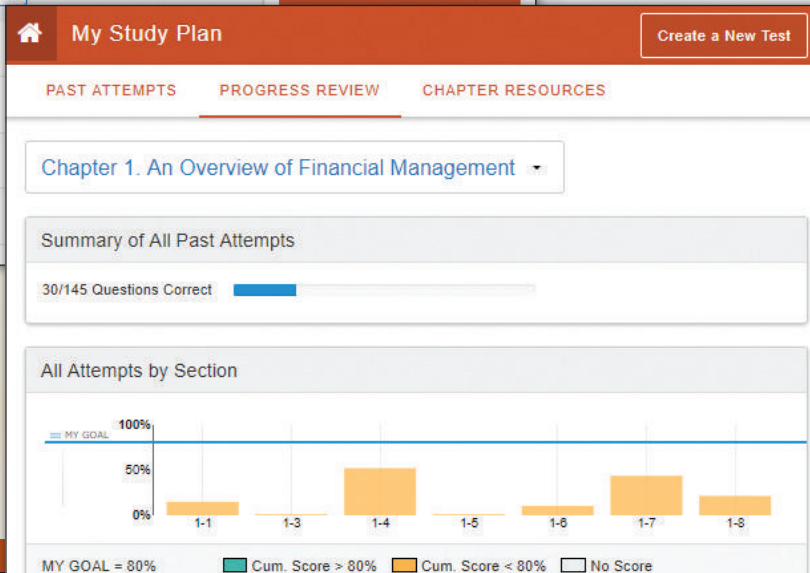 My Study Plan
Create a New Test
PAST ATTEMPTS PROGRESS REVIEW CHAPTER RESOURCES
Chapter 1. An Overview of Financial Management
Summary of All Past Attempts
30/145 Questions Correct
All Attempts by Section
MY GOAL
100%
50%
0%
1-1 1-3 1-4 1-5 1-6 1-7 1-8
MY GOAL = 80% Cum. Score > 80% Cum. Score < 80% No Score